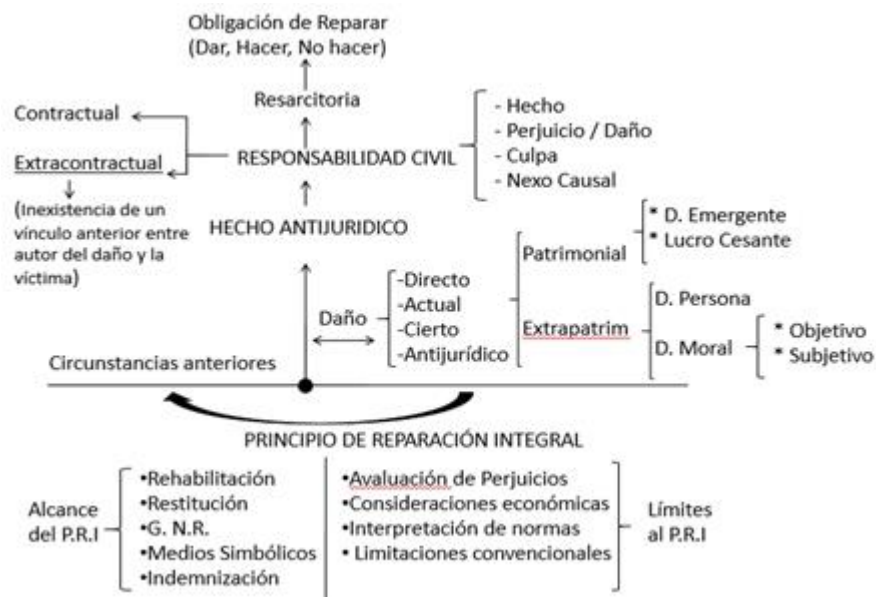 Obligación de Reparar
(Dar, Hacer, No hacer)
Resarcitoria
Contractual
Extracontractual
(Inexistencia de un
vínculo anterior entre
autor del daño y la
víctima)
RESPONSABILIDAD CIVIL
- Hecho
- Perjuicio / Daño
- Culpa
- Nexo Causal
HECHO ANTIJURIDICO
Daño
-Directo
-Actual
-Cierto
-Antijurídico
Patrimonial
* D. Emergente
* Lucro Cesante
Extrapatrim
D. Persona
D. Moral
* Objetivo
* Subjetivo
Circunstancias anteriores
PRINCIPIO DE REPARACIÓN INTEGRAL
Alcance
del P.R.I
•Rehabilitación
•Restitución
•G. N.R.
•Medios Simbólicos
•Indemnización
•Avaluación de Perjuicios
•Consideraciones económicas
•Interpretación de normas
• Limitaciones convencionales
Límites
al P.R.I